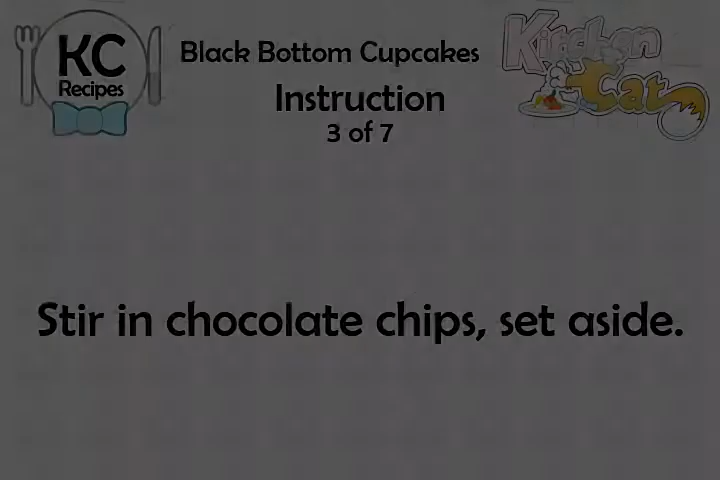 KC
Recipes
Black Bottom Cupcakes
Instruction
3 of 7
Kitchen
Cat
Stir in chocolate chips, set aside.